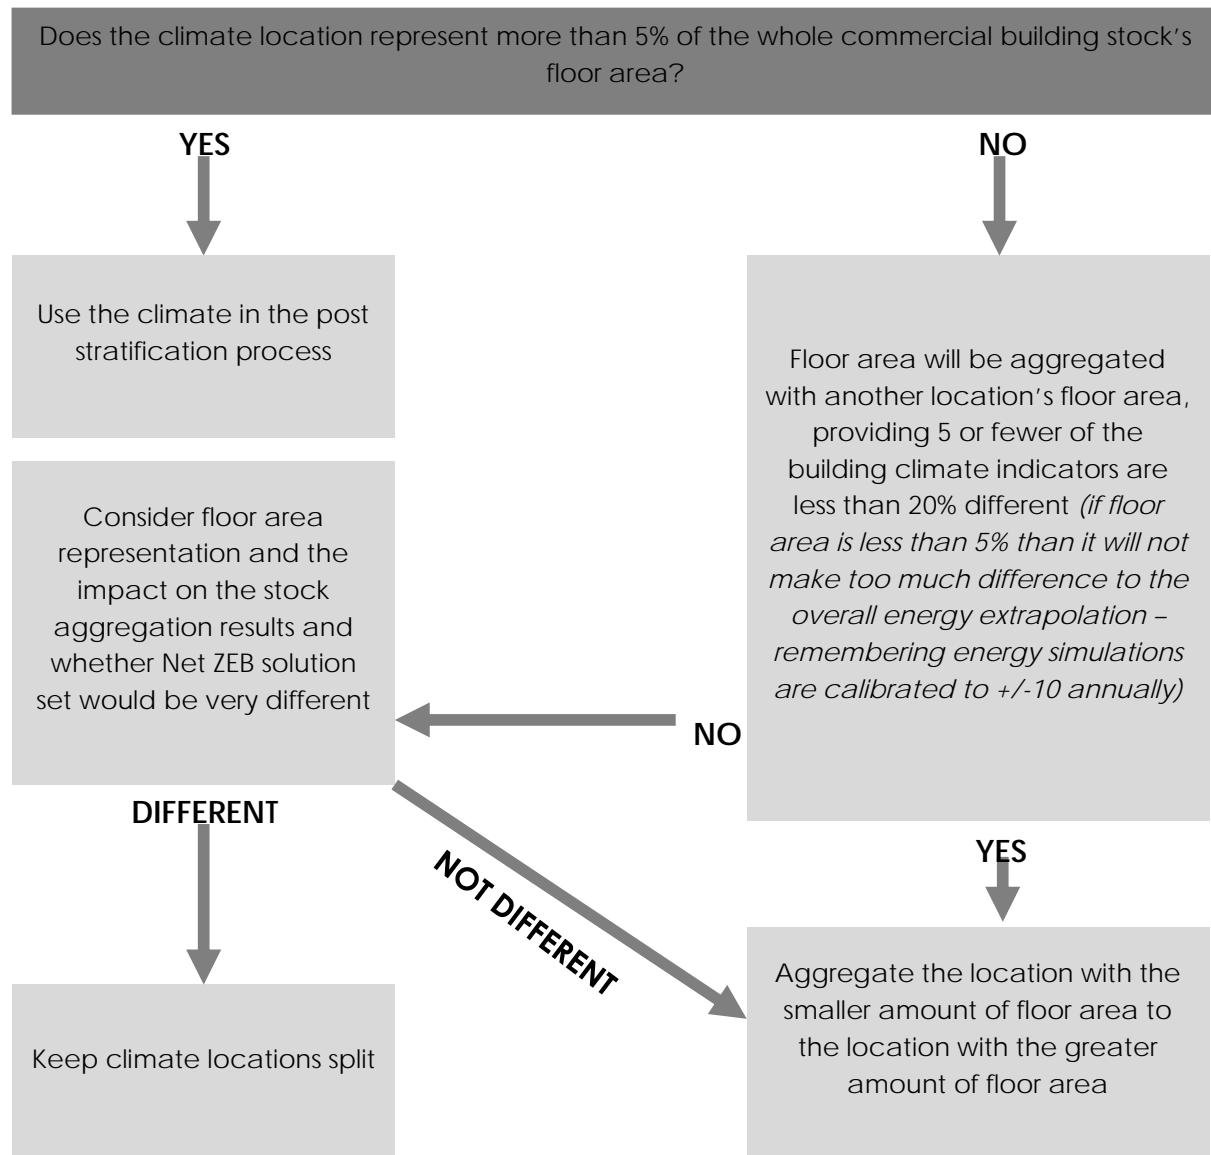 Does the climate location represent more than 5% of the whole commercial building stock's
floor area?
YES
NO
Use the climate in the post
stratification process
Floor area will be aggregated
with another location's floor area,
providing 5 or fewer of the
building climate indicators are
less than 20% different (if floor
area is less than 5% than it will not
make too much difference to the
overall energy extrapolation –
remembering energy simulations
are calibrated to +/-10 annually)
Consider floor area
representation and the
impact on the stock
aggregation results and
whether Net ZEB solution
set would be very different
NO
DIFFERENT
NOT DIFFERENT
YES
Keep climate locations split
Aggregate the location with the
smaller amount of floor area to
the location with the greater
amount of floor area